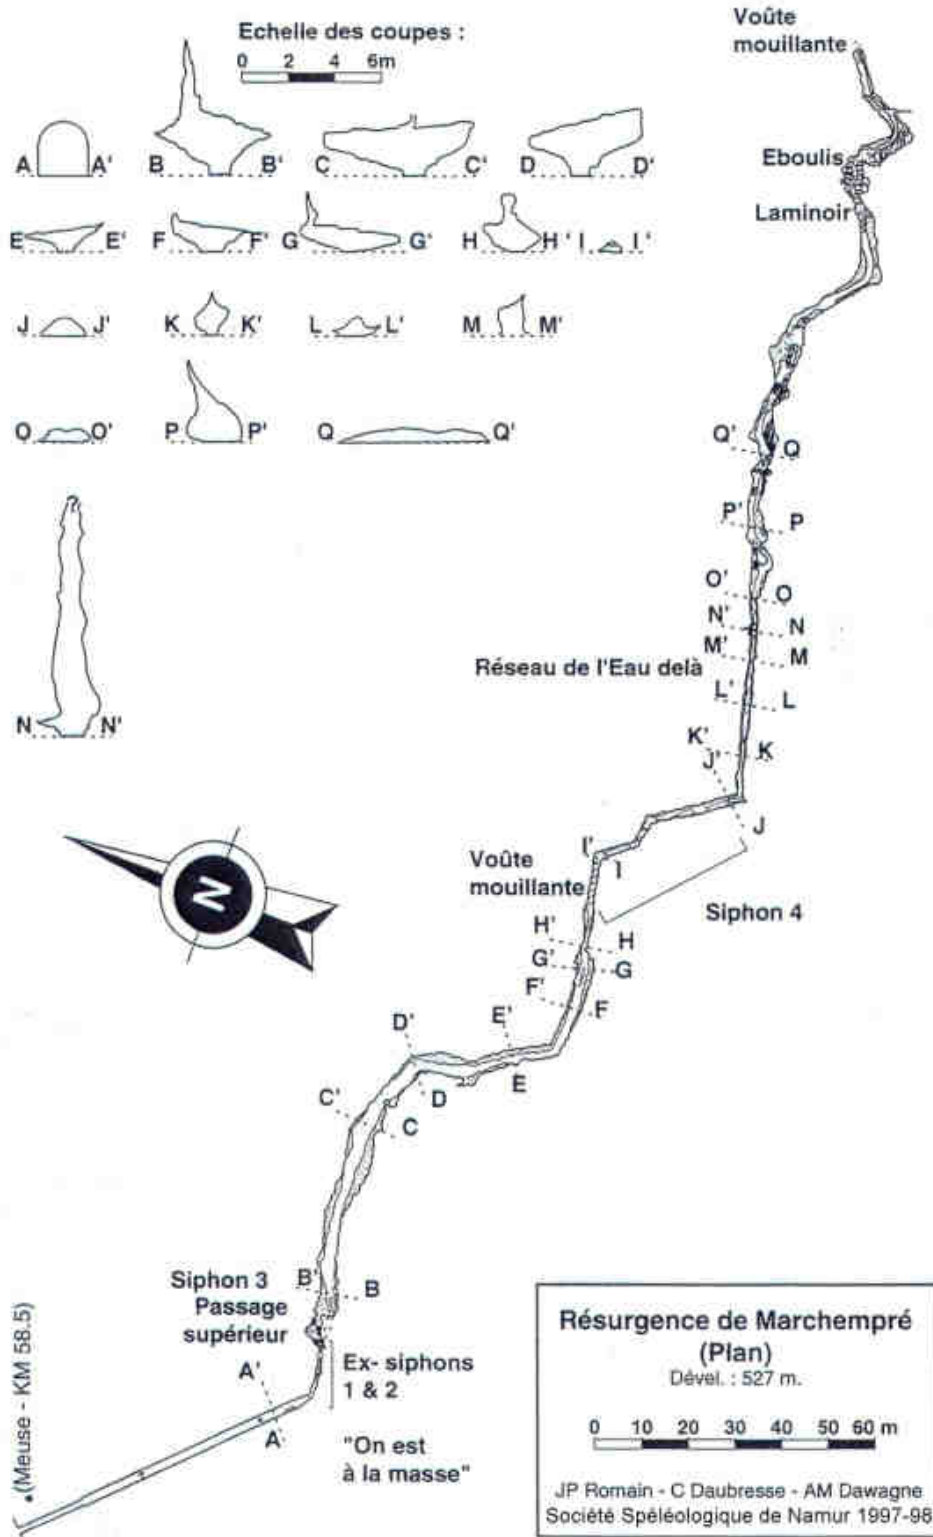 Echelle des coupes :
0 2 4 6m
A A' B B' C C' D D'
E E' F F' G G' H H' I I'
J J' K K' L L' M M'
O O' P P' Q Q'
N N'
N
Voûte
mouillante
Eboulis
Laminoir
Q' Q
P' P
O' O
N' N
M' M
Réseau de l'Eau delà
L' L
K' K
J' J
I' I
Voûte
mouillante
Siphon 4
H' H
G' G
F' F
E' E
D' D
C' C
B' B
Siphon 3
Passage
supérieur
Ex- siphons
1 & 2
A' A
"On est
à la masse"
(Meuse - KM 58.5)
Résurgence de Marchempré
(Plan)
Dével. : 527 m.
0 10 20 30 40 50 60 m
JP Romain - C Daubresse - AM Dawagne
Société Spéléologique de Namur 1997-98